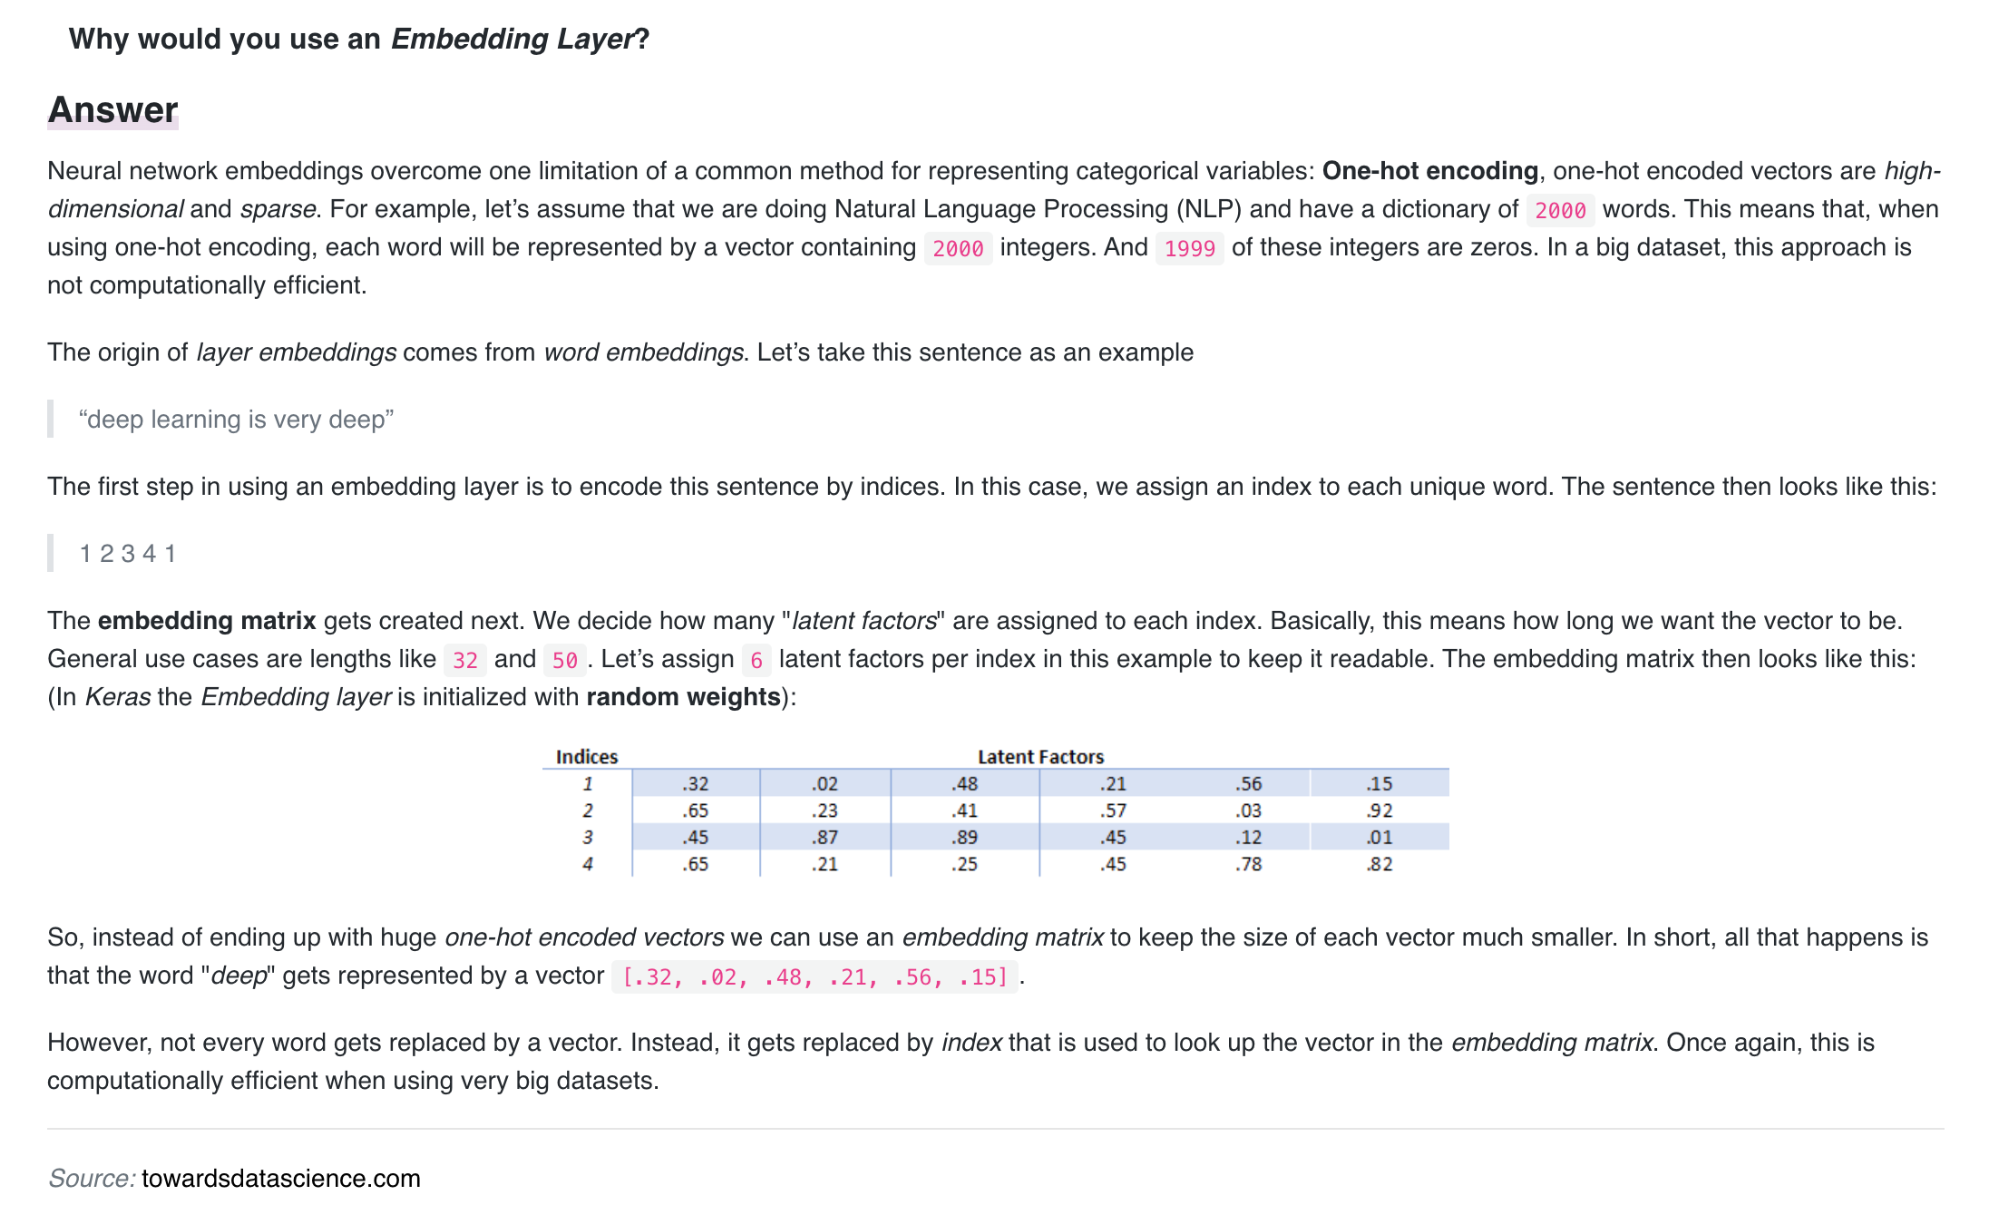 Why would you use an Embedding Layer?
Answer
Neural network embeddings overcome one limitation of a common method for representing categorical variables: One-hot encoding, one-hot encoded vectors are high-
dimensional and sparse. For example, let’s assume that we are doing Natural Language Processing (NLP) and have a dictionary of 2000 words. This means that, when
using one-hot encoding, each word will be represented by a vector containing 2000 integers. And 1999 of these integers are zeros. In a big dataset, this approach is
not computationally efficient.
The origin of layer embeddings comes from word embeddings. Let’s take this sentence as an example
“deep learning is very deep”
The first step in using an embedding layer is to encode this sentence by indices. In this case, we assign an index to each unique word. The sentence then looks like this:
1 2 3 4 1
The embedding matrix gets created next. We decide how many "latent factors" are assigned to each index. Basically, this means how long we want the vector to be.
General use cases are lengths like 32 and 50 . Let’s assign 6 latent factors per index in this example to keep it readable. The embedding matrix then looks like this:
(In Keras the Embedding layer is initialized with random weights):
Indices Latent Factors
1 .32 .02 .48 .21 .56 .15
2 .65 .23 .41 .57 .03 .92
3 .45 .87 .89 .45 .12 .01
4 .65 .21 .25 .45 .78 .82
So, instead of ending up with huge one-hot encoded vectors we can use an embedding matrix to keep the size of each vector much smaller. In short, all that happens is
that the word "deep" gets represented by a vector [.32, .02, .48, .21, .56, .15] .
However, not every word gets replaced by a vector. Instead, it gets replaced by index that is used to look up the vector in the embedding matrix. Once again, this is
computationally efficient when using very big datasets.
Source: towardsdatascience.com